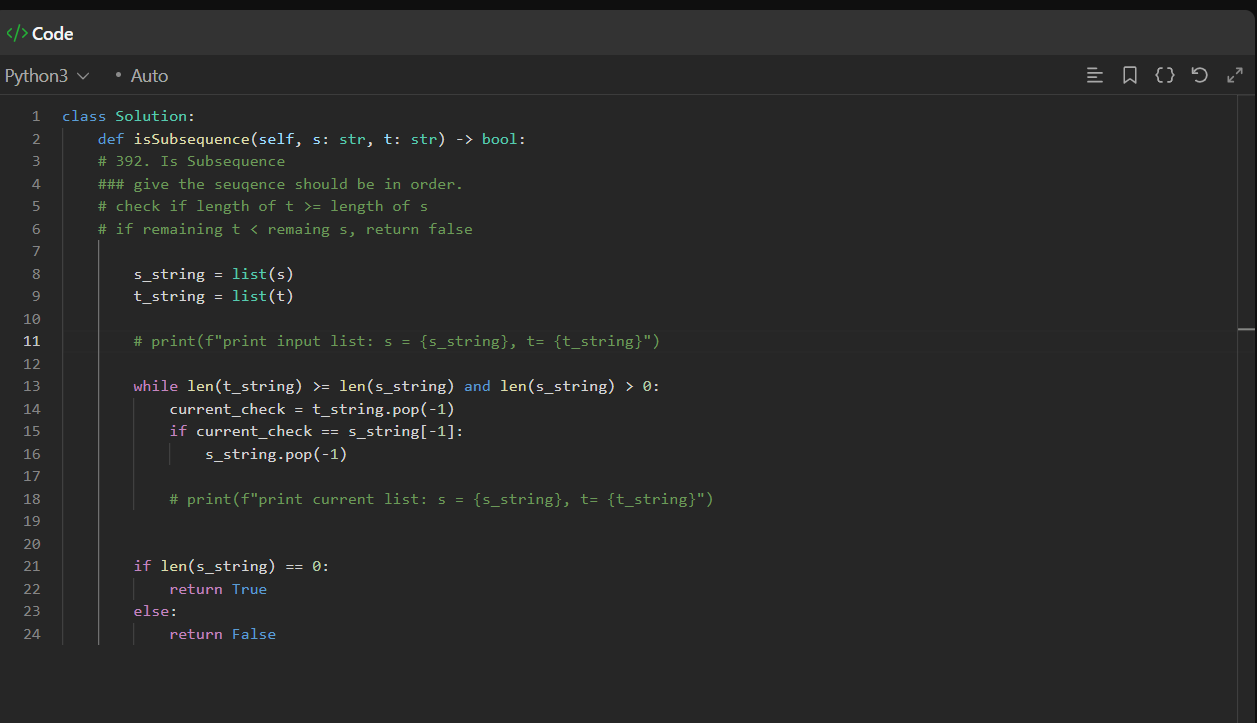 </> Code
Python3 • Auto
1 class Solution:
2 def isSubsequence(self, s: str, t: str) -> bool:
3 # 392. Is Subsequence
4 ### give the seuqence should be in order.
5 # check if length of t >= length of s
6 # if remaining t < remaing s, return false
7
8 s_string = list(s)
9 t_string = list(t)
10
11 # print(f"print input list: s = {s_string}, t= {t_string}")
12
13 while len(t_string) >= len(s_string) and len(s_string) > 0:
14 current_check = t_string.pop(-1)
15 if current_check == s_string[-1]:
16 s_string.pop(-1)
17
18 # print(f"print current list: s = {s_string}, t= {t_string}")
19
20
21 if len(s_string) == 0:
22 return True
23 else:
24 return False